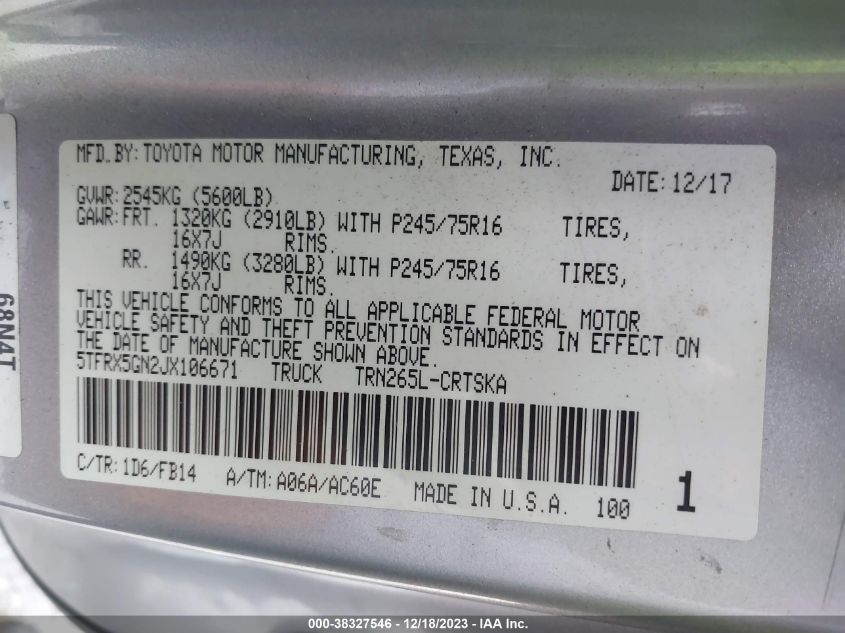 MFD. BY: TOYOTA MOTOR MANUFACTURING, TEXAS, INC.
DATE: 12/17
GVWR: 2545KG (5600LB)
GAWR: FRT. 1320KG (2910LB) WITH P245/75R16 TIRES,
16X7J RIMS.
RR. 1490KG (3280LB) WITH P245/75R16 TIRES,
16X7J RIMS.
THIS VEHICLE CONFORMS TO ALL APPLICABLE FEDERAL MOTOR
VEHICLE SAFETY AND THEFT PREVENTION STANDARDS IN EFFECT ON
THE DATE OF MANUFACTURE SHOWN ABOVE.
5TFRX5GN2JX106671 TRUCK TRN265L-CRTSKA
C/TR: 1D6/FB14 A/TM: A06A/AC60E MADE IN U.S.A. 100 1
68N4T
000-38327546 - 12/18/2023 - IAA Inc.